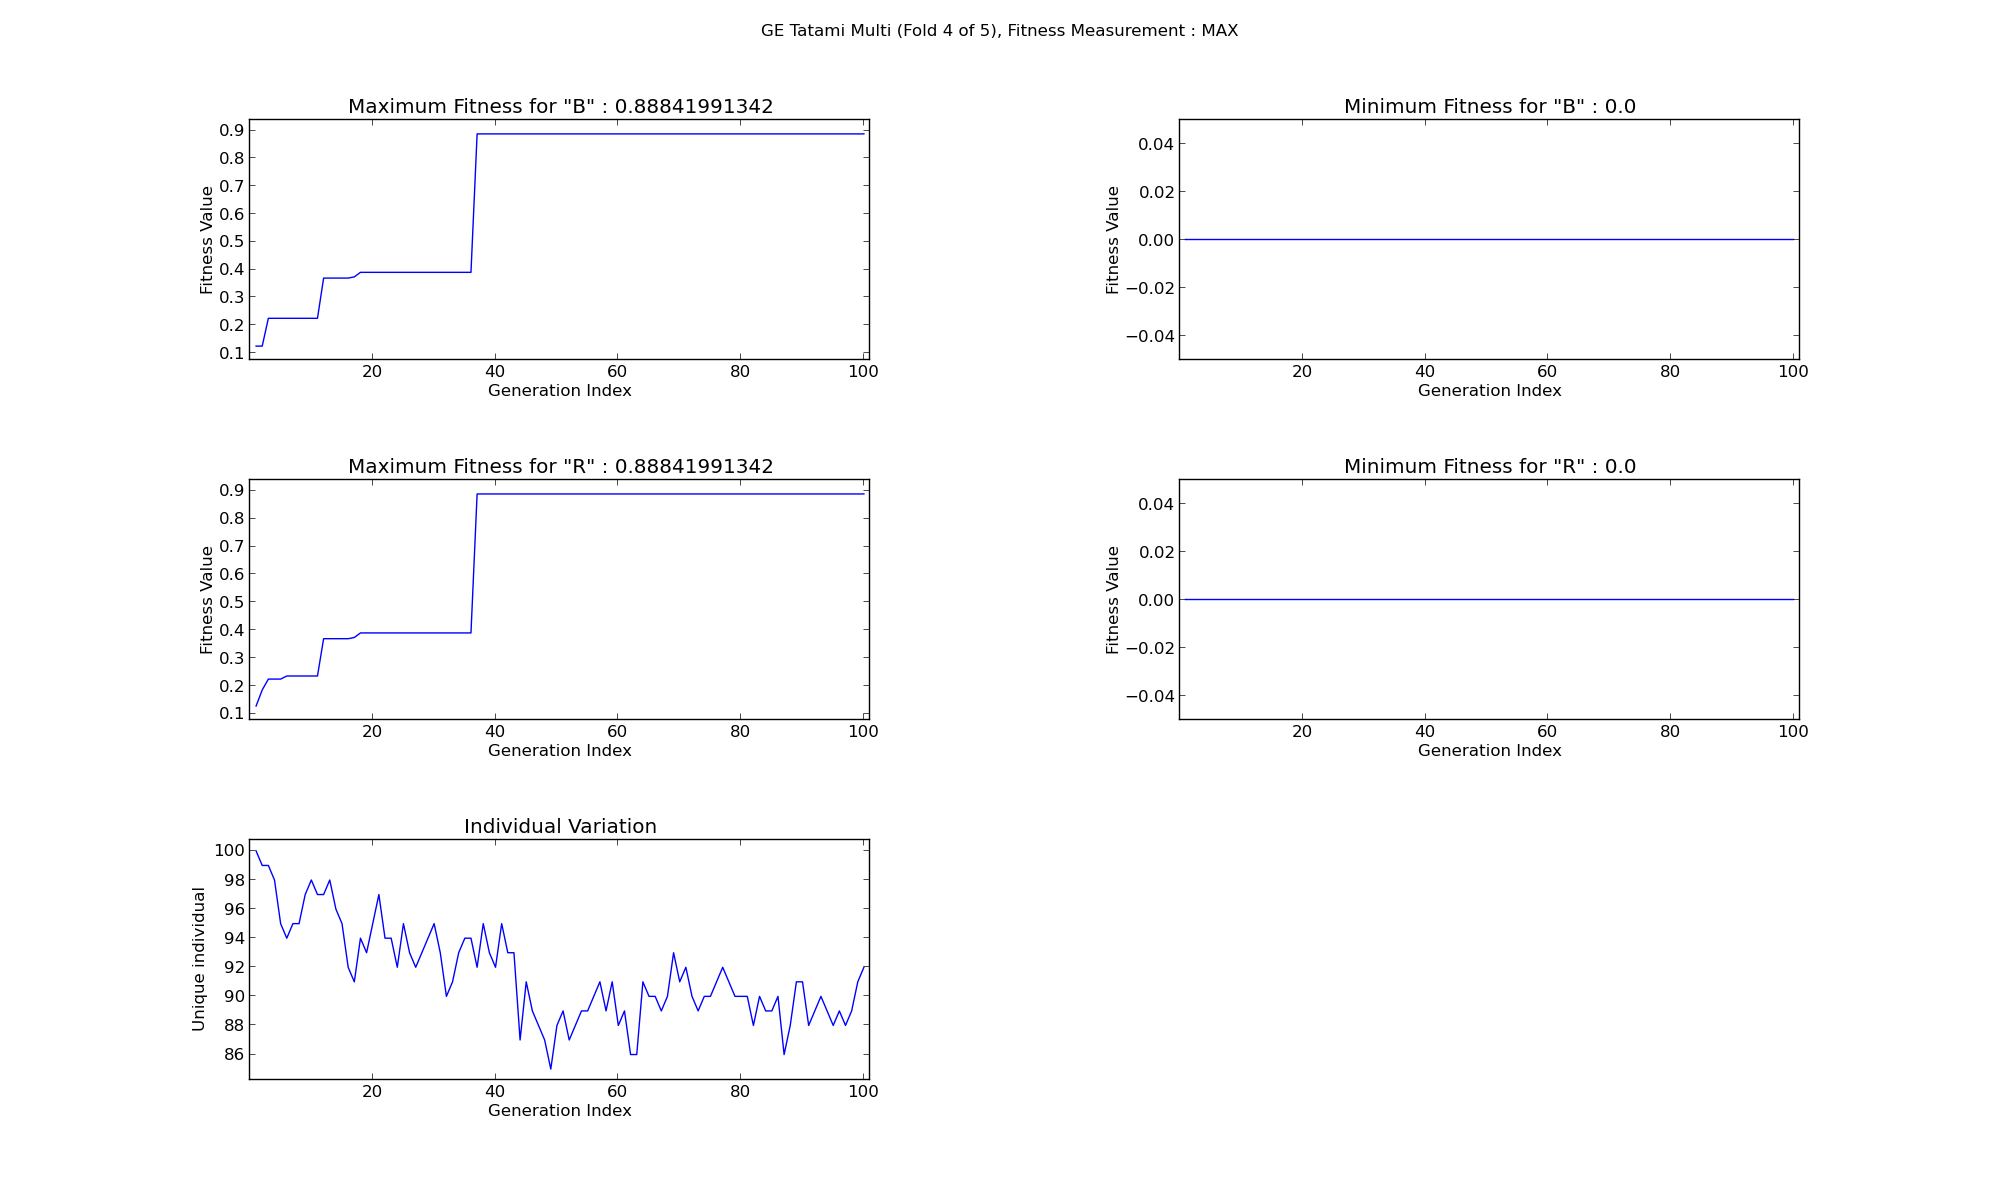 GE Tatami Multi (Fold 4 of 5), Fitness Measurement : MAX
Maximum Fitness for "B" : 0.88841991342
0.9
0.8
0.7
0.6
0.5
0.4
0.3
0.2
0.1
Fitness Value
20 40 60 80 100
Generation Index
Minimum Fitness for "B" : 0.0
0.04
0.02
0.00
−0.02
−0.04
Fitness Value
20 40 60 80 100
Generation Index
Maximum Fitness for "R" : 0.88841991342
0.9
0.8
0.7
0.6
0.5
0.4
0.3
0.2
0.1
Fitness Value
20 40 60 80 100
Generation Index
Minimum Fitness for "R" : 0.0
0.04
0.02
0.00
−0.02
−0.04
Fitness Value
20 40 60 80 100
Generation Index
Individual Variation
100
98
96
94
92
90
88
86
Unique individual
20 40 60 80 100
Generation Index